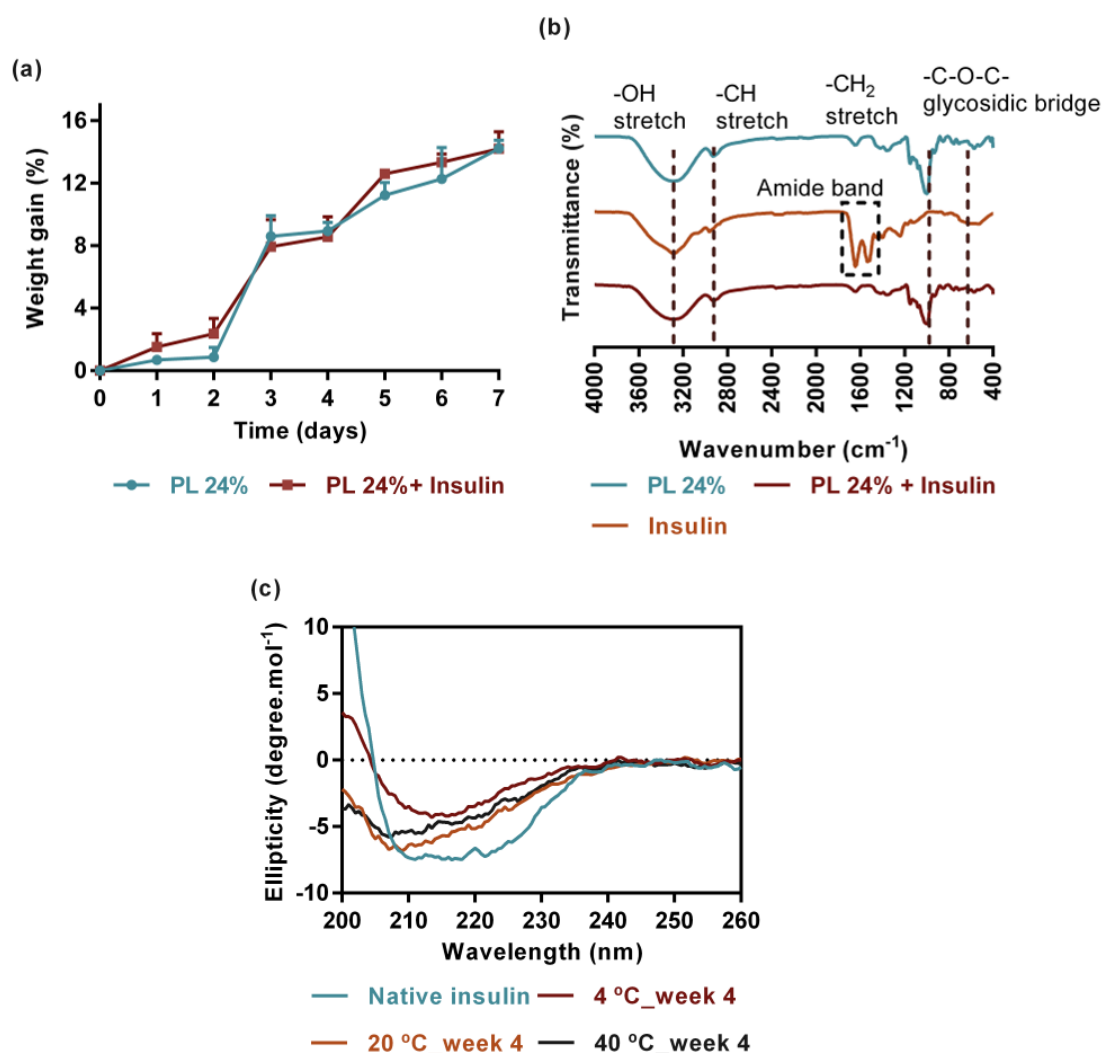 (a)
16
12
8
4
0
Weight gain (%)
0 1 2 3 4 5 6 7
Time (days)
PL 24% PL 24%+ Insulin
(b)
-OH stretch
-CH stretch
-CH₂ stretch
-C-O-C- glycosidic bridge
Amide band
Transmittance (%)
4000 3600 3200 2800 2400 2000 1600 1200 800 400
Wavenumber (cm⁻¹)
PL 24% PL 24% + Insulin
Insulin
(c)
10
5
0
-5
-10
Ellipticity (degree.mol⁻¹)
200 210 220 230 240 250 260
Wavelength (nm)
Native insulin 4 ºC_week 4
20 ºC_week 4 40 ºC_week 4